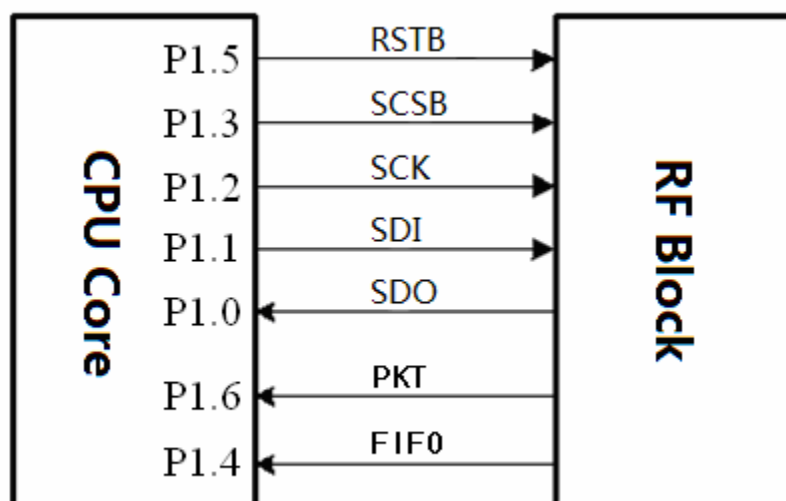 P1.5 RSTB
P1.3 SCSB
P1.2 SCK
P1.1 SDI
P1.0 SDO
P1.6 PKT
P1.4 FIF0
CPU Core
RF Block